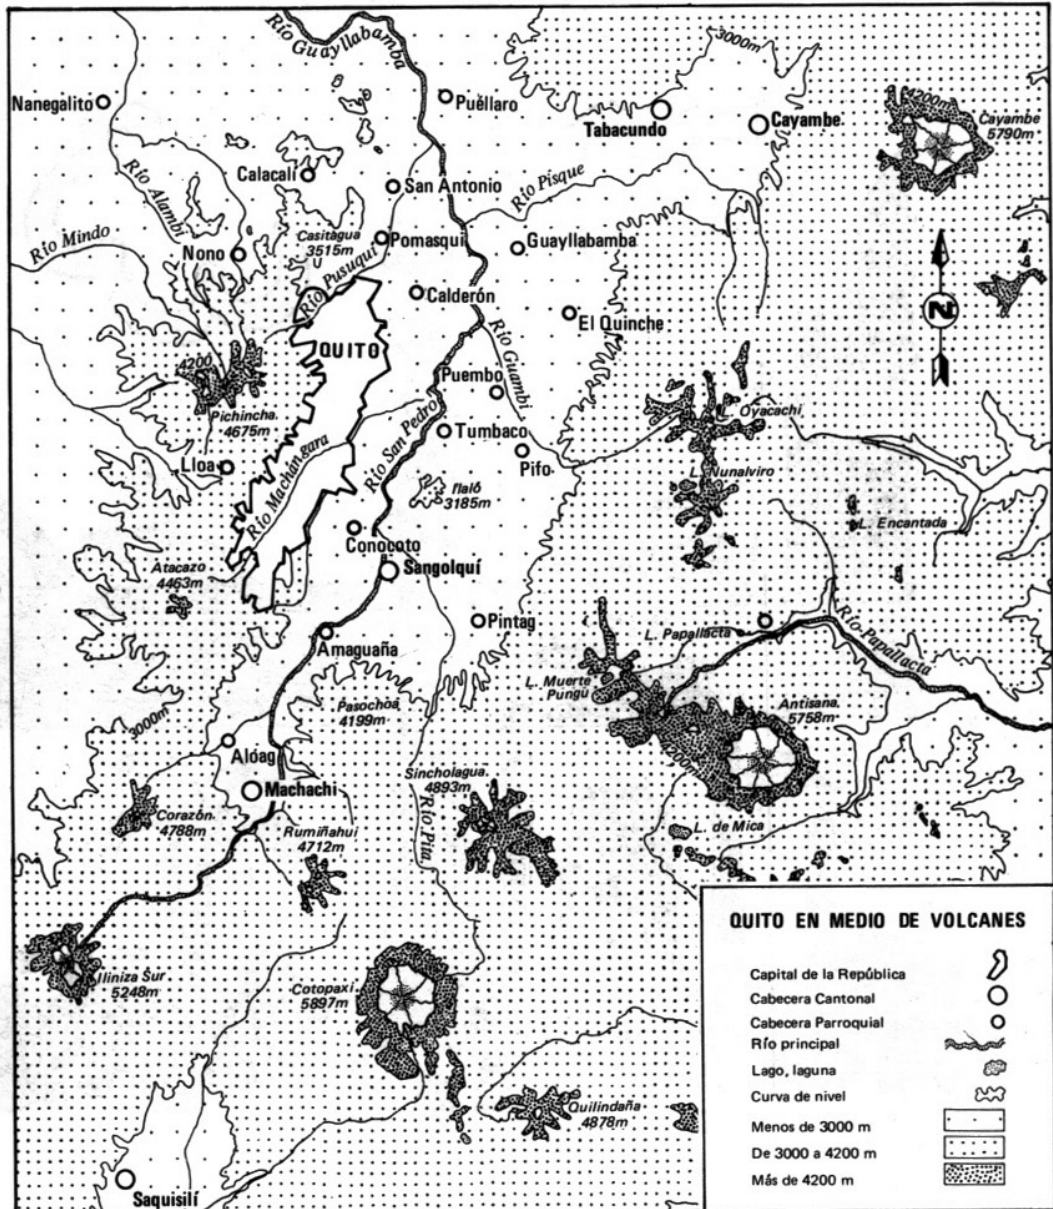 Río Guayllabamba
3000m
Nanegalito
Puéllaro
Tabacundo
Cayambe
4200m
Cayambe
5790m
Calacalí
San Antonio
Río Pisque
Río Alambi
Río Mindo
Nono
Casitagua
3515m
Pomasqui
Guayllabamba
Río Pusuqui
Calderón
N
El Quinche
QUITO
Río Guambi
4200
Pichincha.
4675m
Puembo
L. Oyacachi
Río San Pedro
Tumbaco
Lloa
Río Machángara
Pifo
L. Nunalviro
Ilaló
3185m
L. Encantada
Conocoto
Atacazo
4463m
Sangolquí
Pintag
L. Papallacta
Río-Papallacta
Amaguaña
L. Muerte
Pungu
3000m
Pasochoa
4199m
Antisana.
5758m
4200m
Alóag
Sincholagua.
4893m
Machachi
Corazón.
4788m
Río Pita.
Rumiñahui
4712m
L. de Mica
QUITO EN MEDIO DE VOLCANES
Iliniza Sur
5248m
Cotopaxi
5897m
Capital de la República
Cabecera Cantonal
Cabecera Parroquial
Río principal
Lago, laguna
Curva de nivel
Menos de 3000 m
De 3000 a 4200 m
Más de 4200 m
Quilindaña
4878m
Saquisilí